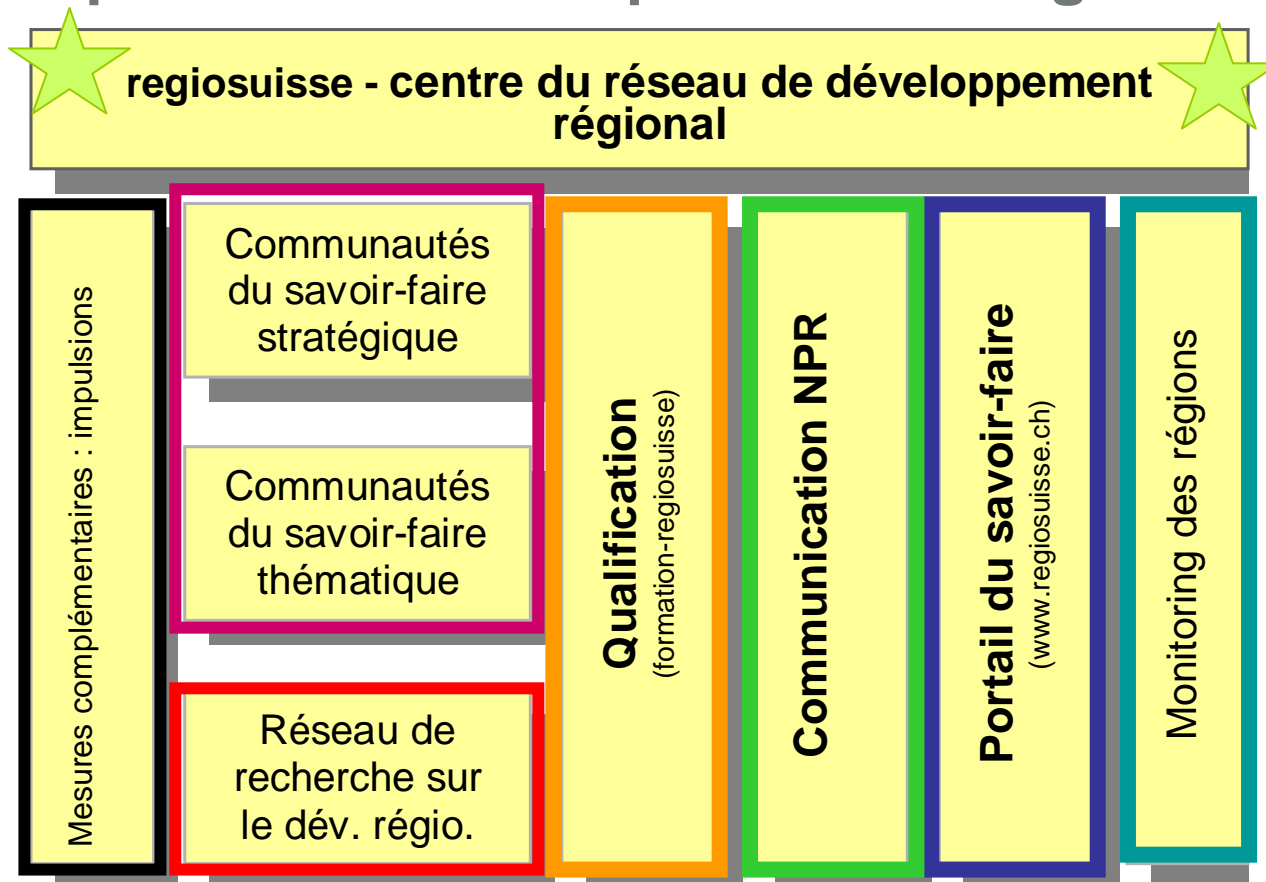 regiosuisse - centre du réseau de développement
régional
Mesures complémentaires : impulsions
Communautés
du savoir-faire
stratégique
Communautés
du savoir-faire
thématique
Réseau de
recherche sur
le dév. régio.
Qualification
(formation-regiosuisse)
Communication NPR
Portail du savoir-faire
(www.regiosuisse.ch)
Monitoring des régions